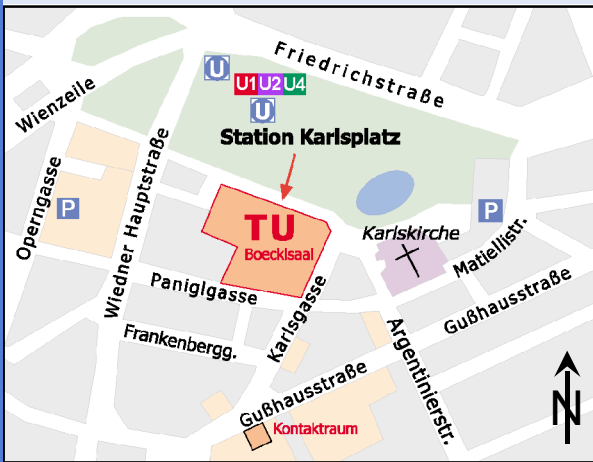 Friedrichstraße
U
U1 U2 U4
U
Wienzeile
Station Karlsplatz
Operngasse
Wiedner Hauptstraße
P
P
TU
Boecklsaal
Karlskirche
Matiellistr.
Paniglgasse
Karlsgasse
Gußhausstraße
Frankenbergg.
Argentinierstr.
Gußhausstraße
Kontaktraum
N